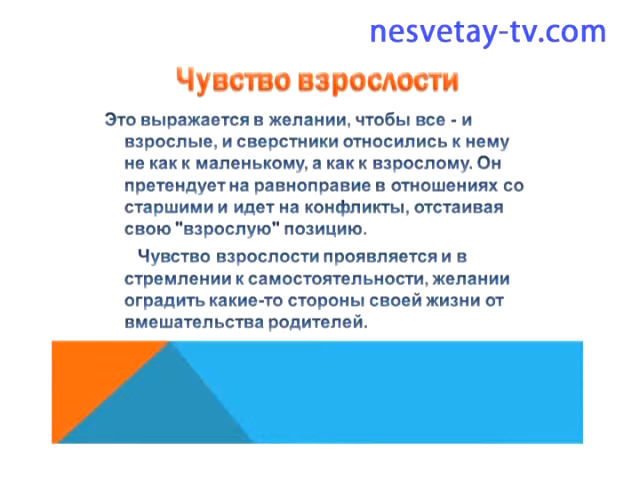 nesvetay-tv.com
Чувство взрослости
Это выражается в желании, чтобы все - и
взрослые, и сверстники относились к нему
не как к маленькому, а как к взрослому. Он
претендует на равноправие в отношениях со
старшими и идет на конфликты, отстаивая
свою "взрослую" позицию.
Чувство взрослости проявляется и в
стремлении к самостоятельности, желании
оградить какие-то стороны своей жизни от
вмешательства родителей.